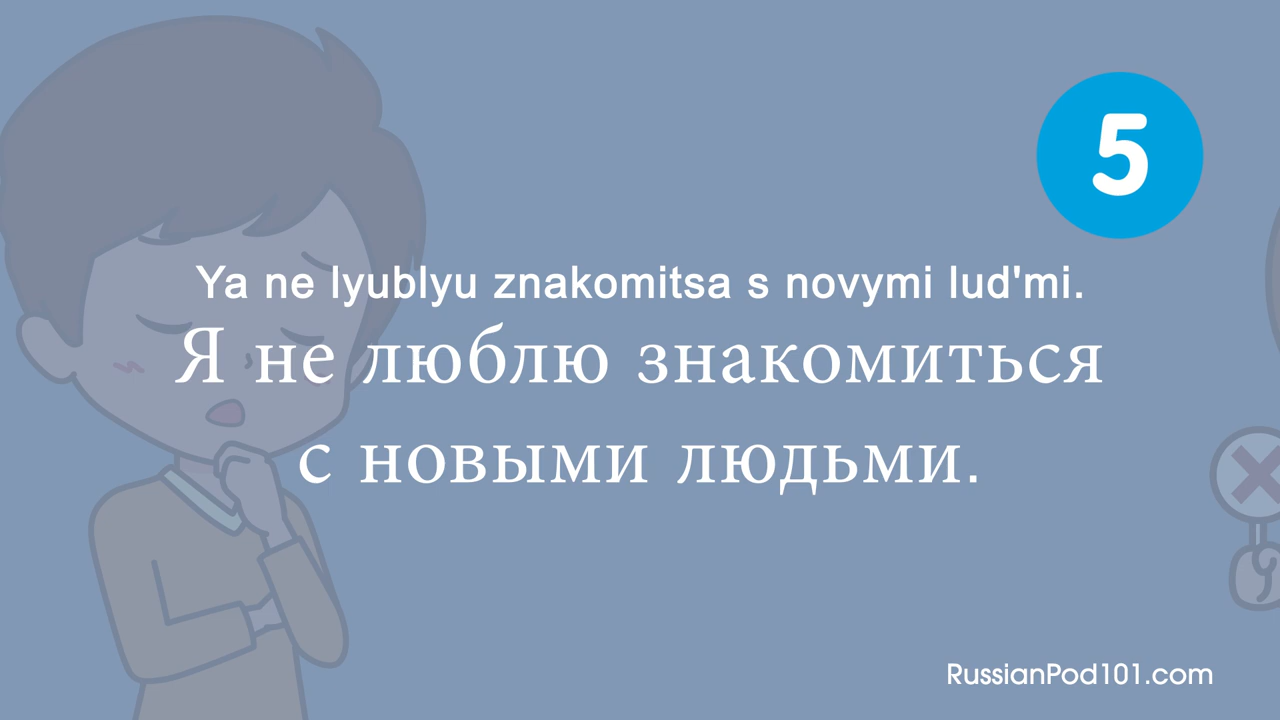 5
Ya ne lyublyu znakomitsa s novymi lud'mi.
Я не люблю знакомиться
с новыми людьми.
RussianPod101.com